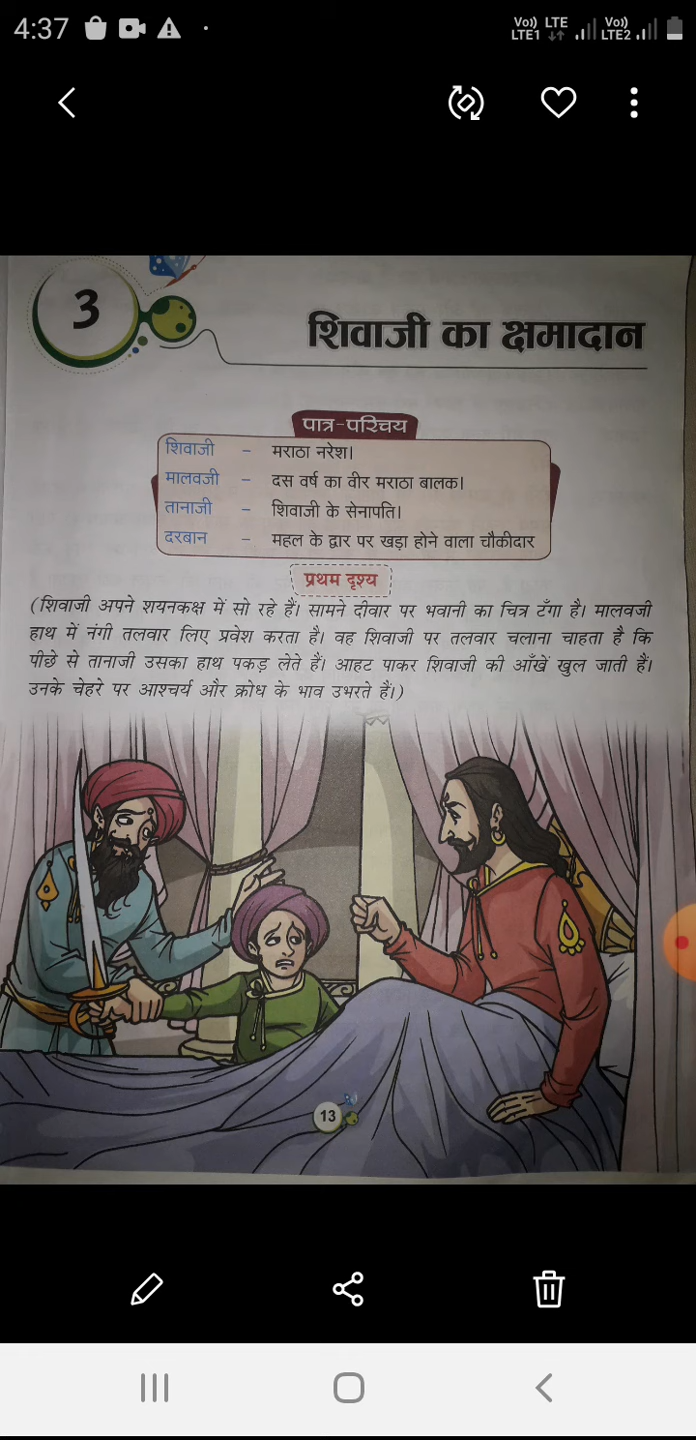 4:37
Vo)) LTE Vo))
LTE1 LTE2
3
शिवाजी का क्षमादान
पात्र-परिचय
शिवाजी - मराठा नरेश।
मालवजी - दस वर्ष का वीर मराठा बालक।
तानाजी - शिवाजी के सेनापति।
दरबान - महल के द्वार पर खड़ा होने वाला चौकीदार
प्रथम दृश्य
(शिवाजी अपने शयनकक्ष में सो रहे हैं। सामने दीवार पर भवानी का चित्र टँगा है। मालवजी
हाथ में नंगी तलवार लिए प्रवेश करता है। वह शिवाजी पर तलवार चलाना चाहता है कि
पीछे से तानाजी उसका हाथ पकड़ लेते हैं। आहट पाकर शिवाजी की आँखें खुल जाती हैं।
उनके चेहरे पर आश्चर्य और क्रोध के भाव उभरते हैं।)
13